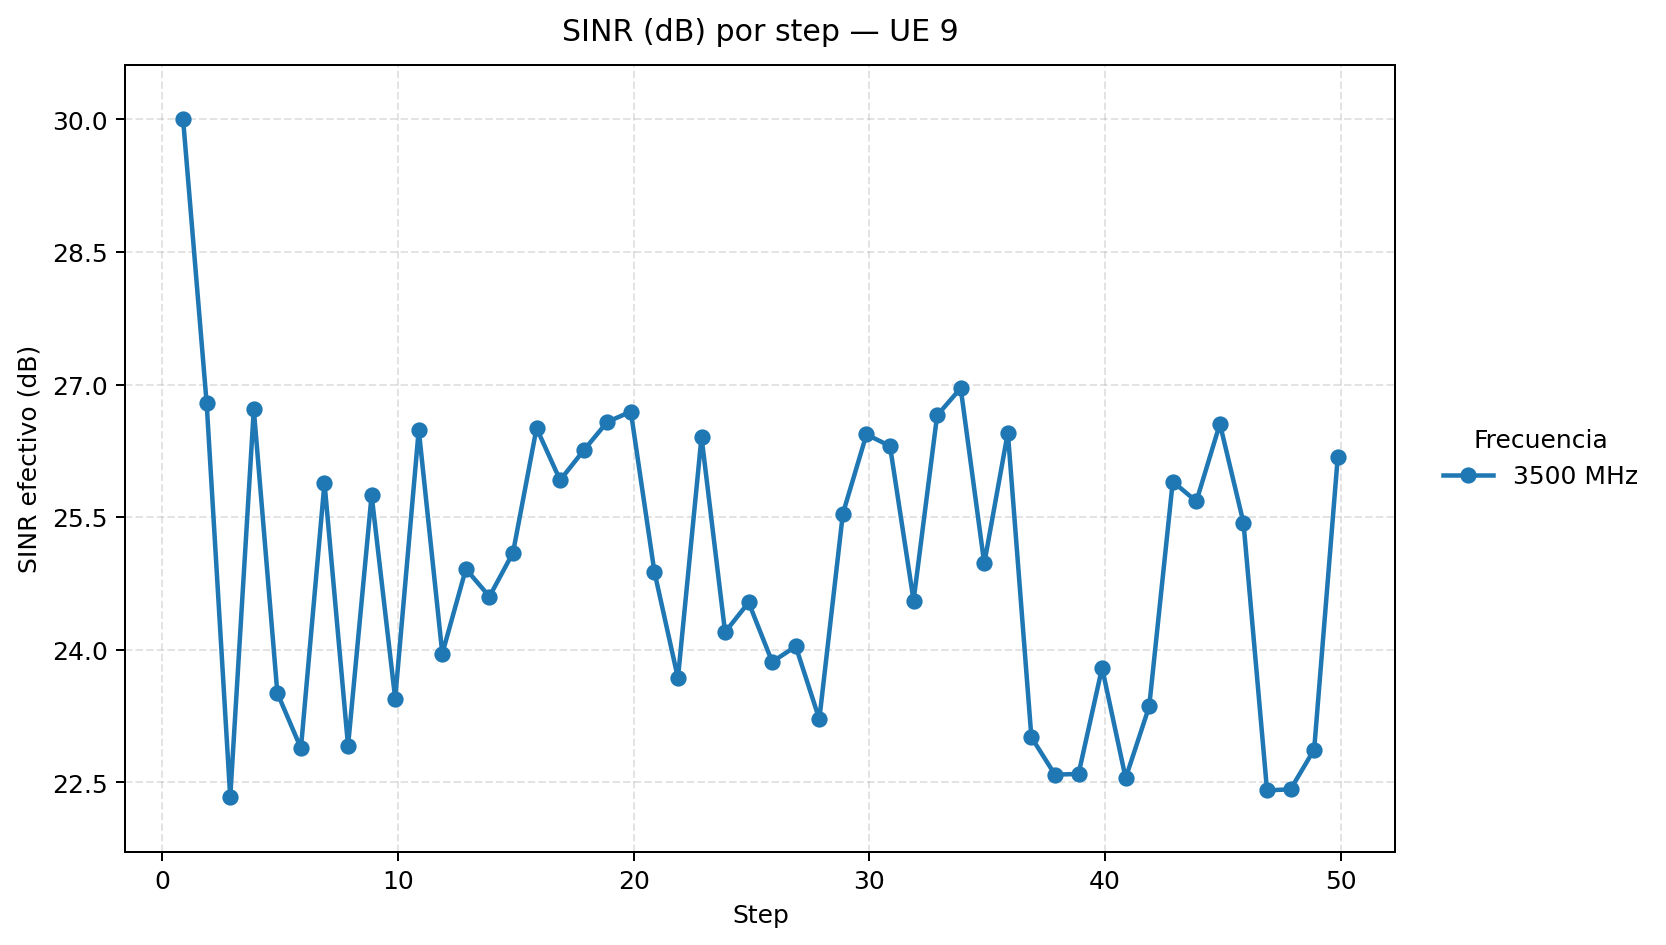 SINR (dB) por step — UE 9
SINR efectivo (dB)
30.0
28.5
27.0
25.5
24.0
22.5
0 10 20 30 40 50
Step
Frecuencia
3500 MHz